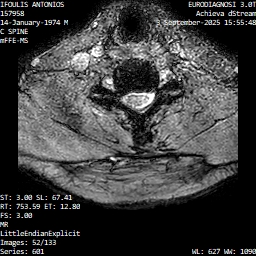 IFOULIS ANTONIOS
EURODIAGNOSI 3.0T
157958
Achieva dStream
14-January-1974 M
3 September-2025 15:55:48
C SPINE
mFFE-MS
ST: 3.00 SL: 67.41
RT: 753.59 ET: 12.80
FS: 3.00
MR
LittleEndianExplicit
Images: 52/133
Series: 601
WL: 627 WW: 1090